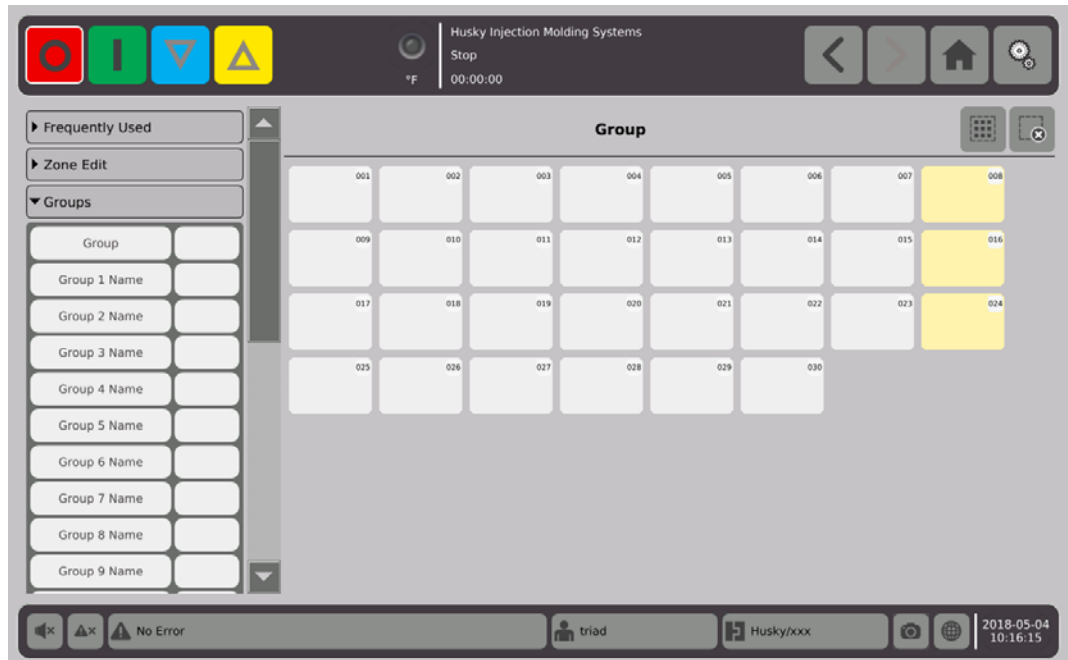 Husky Injection Molding Systems
Stop
°F
00:00:00
Frequently Used
Zone Edit
Groups
Group
Group 1 Name
Group 2 Name
Group 3 Name
Group 4 Name
Group 5 Name
Group 6 Name
Group 7 Name
Group 8 Name
Group 9 Name
Group
001 002 003 004 005 006 007 008
009 010 011 012 013 014 015 016
017 018 019 020 021 022 023 024
025 026 027 028 029 030
No Error
triad
Husky/xxx
2018-05-04
10:16:15